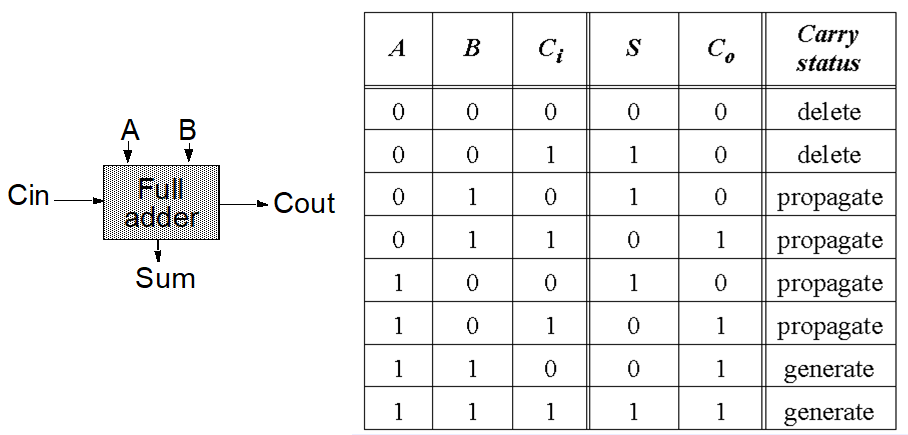 A B
Cin
Full
adder
Cout
Sum
A B Ci S Co Carry
status
0 0 0 0 0 delete
0 0 1 1 0 delete
0 1 0 1 0 propagate
0 1 1 0 1 propagate
1 0 0 1 0 propagate
1 0 1 0 1 propagate
1 1 0 0 1 generate
1 1 1 1 1 generate